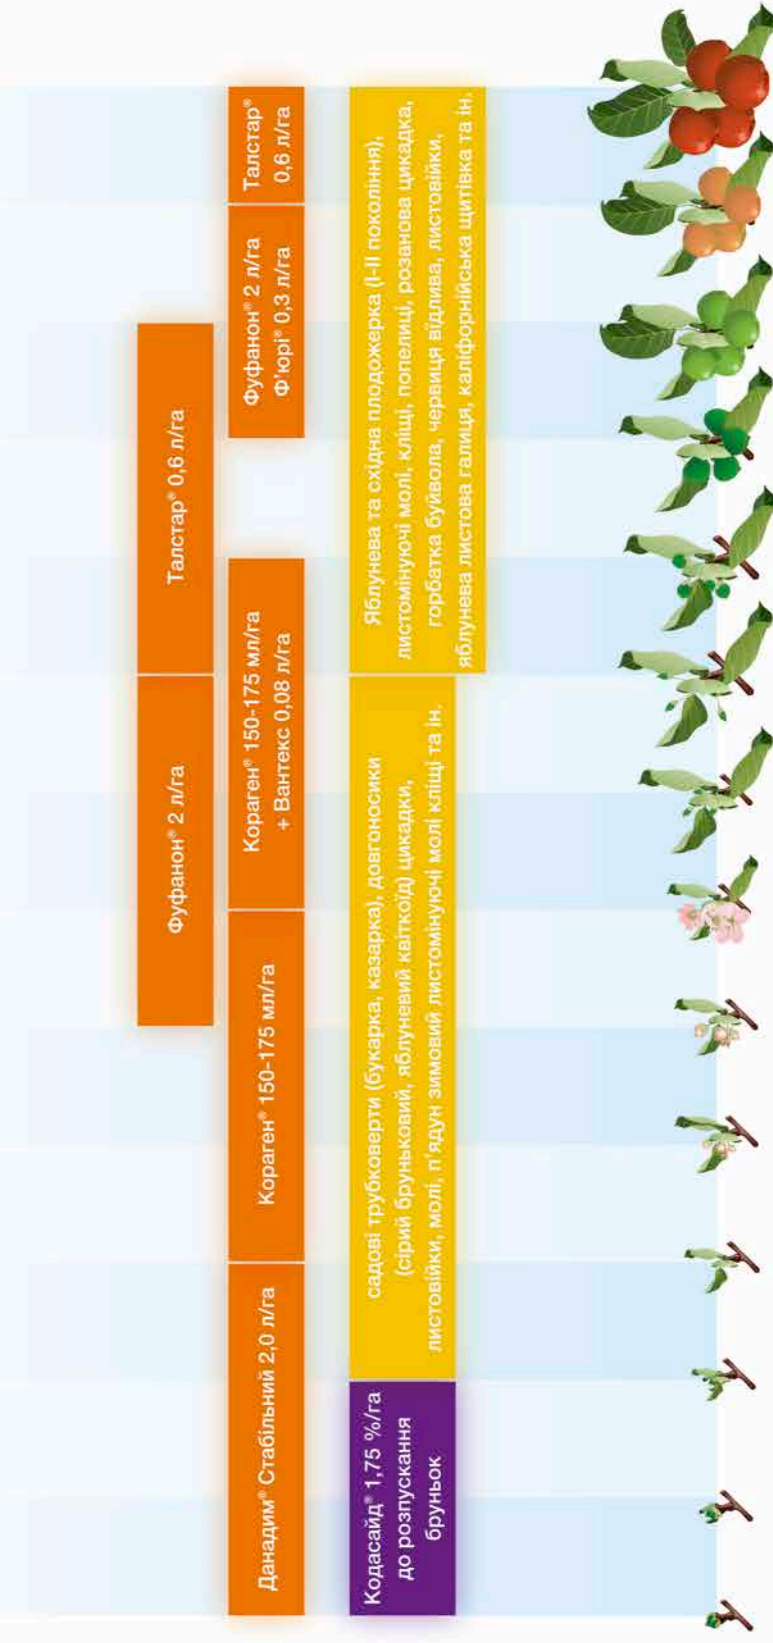 Фуфанон® 2 л/га
Талстар® 0,6 л/га
Данадим® Стабільний 2,0 л/га
Кораген® 150-175 мл/га
Кораген® 150-175 мл/га
+ Вантекс 0,08 л/га
Фуфанон® 2 л/га
Ф'юрі® 0,3 л/га
Талстар®
0,6 л/га
Кодасайд® 1,75 %/га
до розпускання
бруньок
садові трубковерти (букарка, казарка), довгоносики
(сірий бруньковий, яблуневий квіткоїд) цикадки,
листовійки, молі, п'ядун зимовий листомінуючі молі кліщі та ін.
Яблунева та східна плодожерка (І-ІІ покоління),
листомінуючі молі, кліщі, попелиці, розанова цикадка,
горбатка буйвола, червиця в'їдлива, листовійки,
яблунева листова галиця, каліфорнійська щитівка та ін.